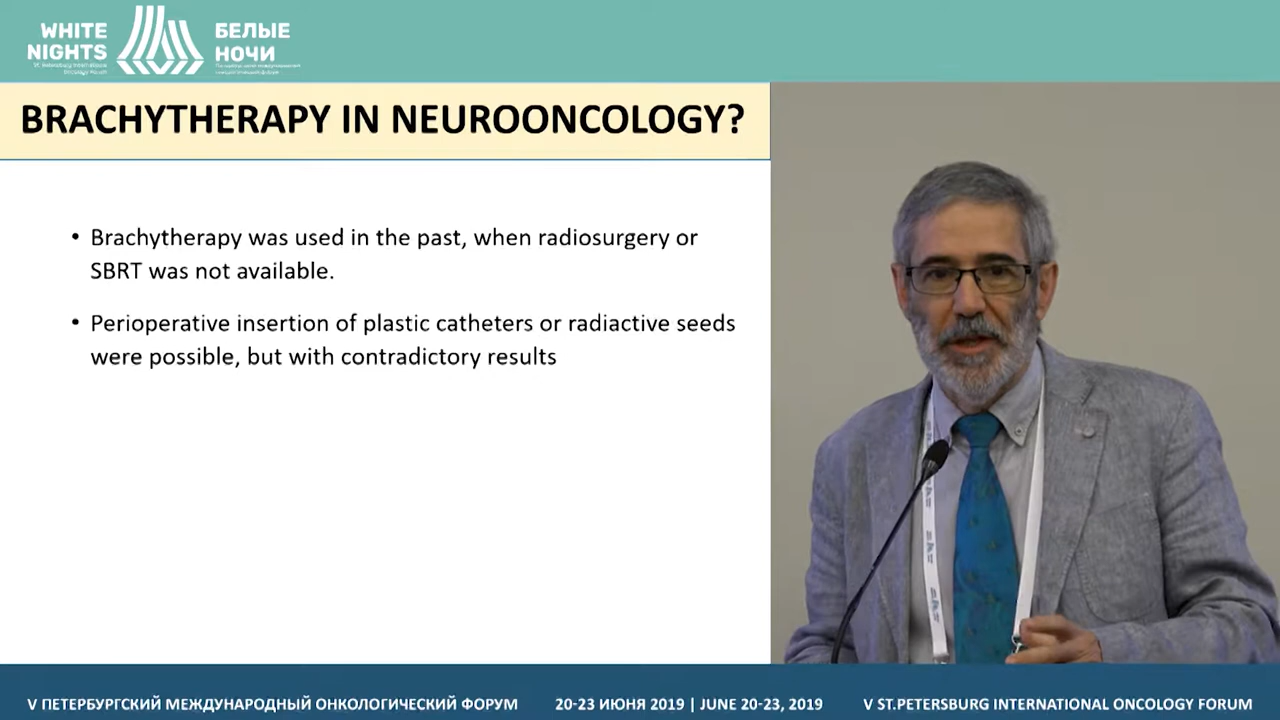 WHITE
NIGHTS
БЕЛЫЕ
НОЧИ
BRACHYTHERAPY IN NEUROONCOLOGY?
• Brachytherapy was used in the past, when radiosurgery or
SBRT was not available.
• Perioperative insertion of plastic catheters or radiactive seeds
were possible, but with contradictory results
V ПЕТЕРБУРГСКИЙ МЕЖДУНАРОДНЫЙ ОНКОЛОГИЧЕСКИЙ ФОРУМ
20-23 ИЮНЯ 2019 | JUNE 20-23, 2019
V ST.PETERSBURG INTERNATIONAL ONCOLOGY FORUM